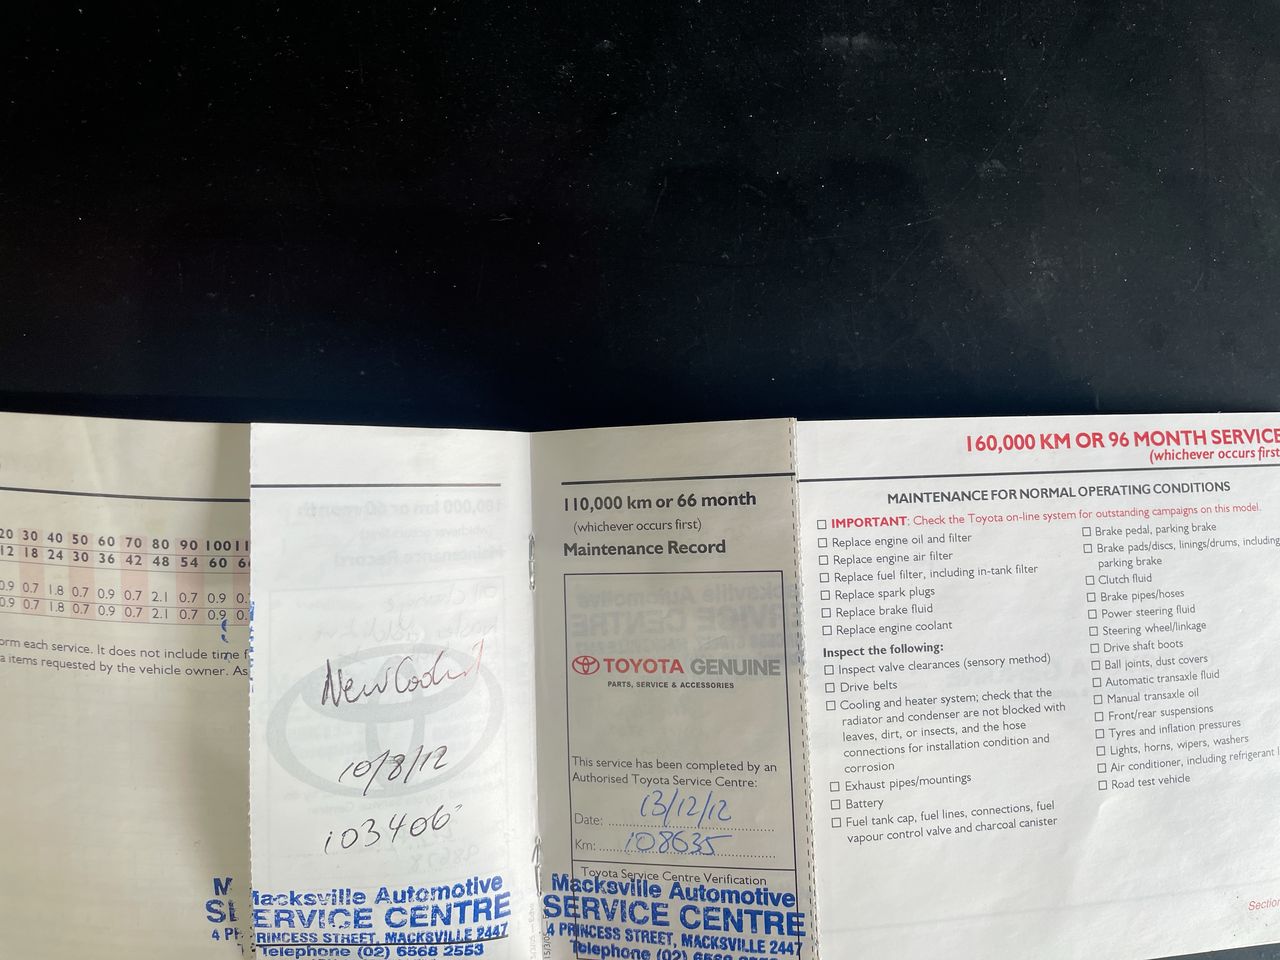 20 30 40 50 60 70 80 90 100 11
12 18 24 30 36 42 48 54 60 6
0.9 0.7 1.8 0.7 0.9 0.7 2.1 0.7 0.9 0.
0.9 0.7 1.8 0.7 0.9 0.7 2.1 0.7 0.9 0.
orm each service. It does not include time f
a items requested by the vehicle owner. As
M
SE
4 PR
New
10/8/12
103406
Macksville Automotive
SERVICE CENTRE
PRINCESS STREET, MACKSVILLE 2447
Telephone (02) 6568 2553
110,000 km or 66 month
(whichever occurs first)
Maintenance Record
TOYOTA GENUINE
PARTS, SERVICE & ACCESSORIES
This service has been completed by an
Authorised Toyota Service Centre:
Date: 13/12/12
Km: 108635
Toyota Service Centre Verification
Macksville Automotive
SERVICE CENTRE
4 PRINCESS STREET, MACKSVILLE 2447
Telephone (02)
160,000 KM OR 96 MONTH SERVICE
(whichever occurs first
MAINTENANCE FOR NORMAL OPERATING CONDITIONS
IMPORTANT: Check the Toyota on-line system for outstanding campaigns on this model.
Replace engine oil and filter
Replace engine air filter
Replace fuel filter, including in-tank filter
Replace spark plugs
Replace brake fluid
Replace engine coolant
Inspect the following:
Inspect valve clearances (sensory method)
Drive belts
Cooling and heater system; check that the
radiator and condenser are not blocked with
leaves, dirt, or insects, and the hose
connections for installation condition and
corrosion
Exhaust pipes/mountings
Battery
Fuel tank cap, fuel lines, connections, fuel
vapour control valve and charcoal canister
Brake pedal, parking brake
Brake pads/discs, linings/drums, including
parking brake
Clutch fluid
Brake pipes/hoses
Power steering fluid
Steering wheel/linkage
Drive shaft boots
Ball joints, dust covers
Automatic transaxle fluid
Manual transaxle oil
Front/rear suspensions
Tyres and inflation pressures
Lights, horns, wipers, washers
Air conditioner, including refrigerant
Road test vehicle
Section